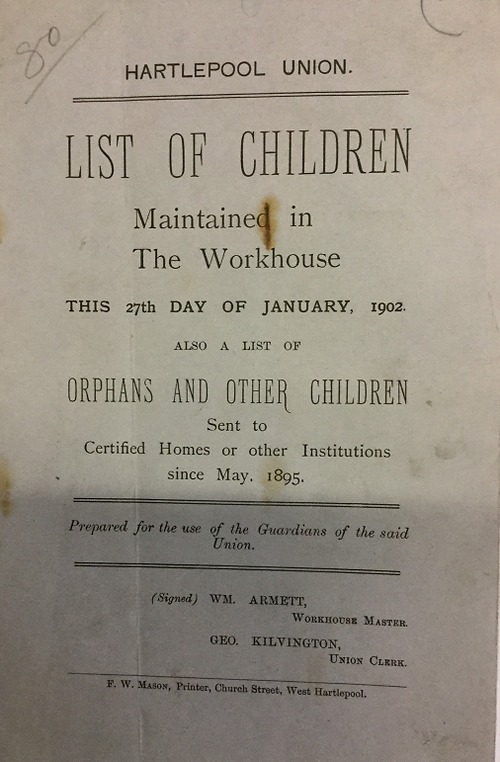 80
HARTLEPOOL UNION.
LIST OF CHILDREN
Maintained in
The Workhouse
THIS 27th DAY OF JANUARY, 1902.
ALSO A LIST OF
ORPHANS AND OTHER CHILDREN
Sent to
Certified Homes or other Institutions
since May. 1895.
Prepared for the use of the Guardians of the said
Union.
(Signed) WM. ARMETT,
WORKHOUSE MASTER.
GEO. KILVINGTON,
UNION CLERK.
F. W. MASON, Printer, Church Street, West Hartlepool.